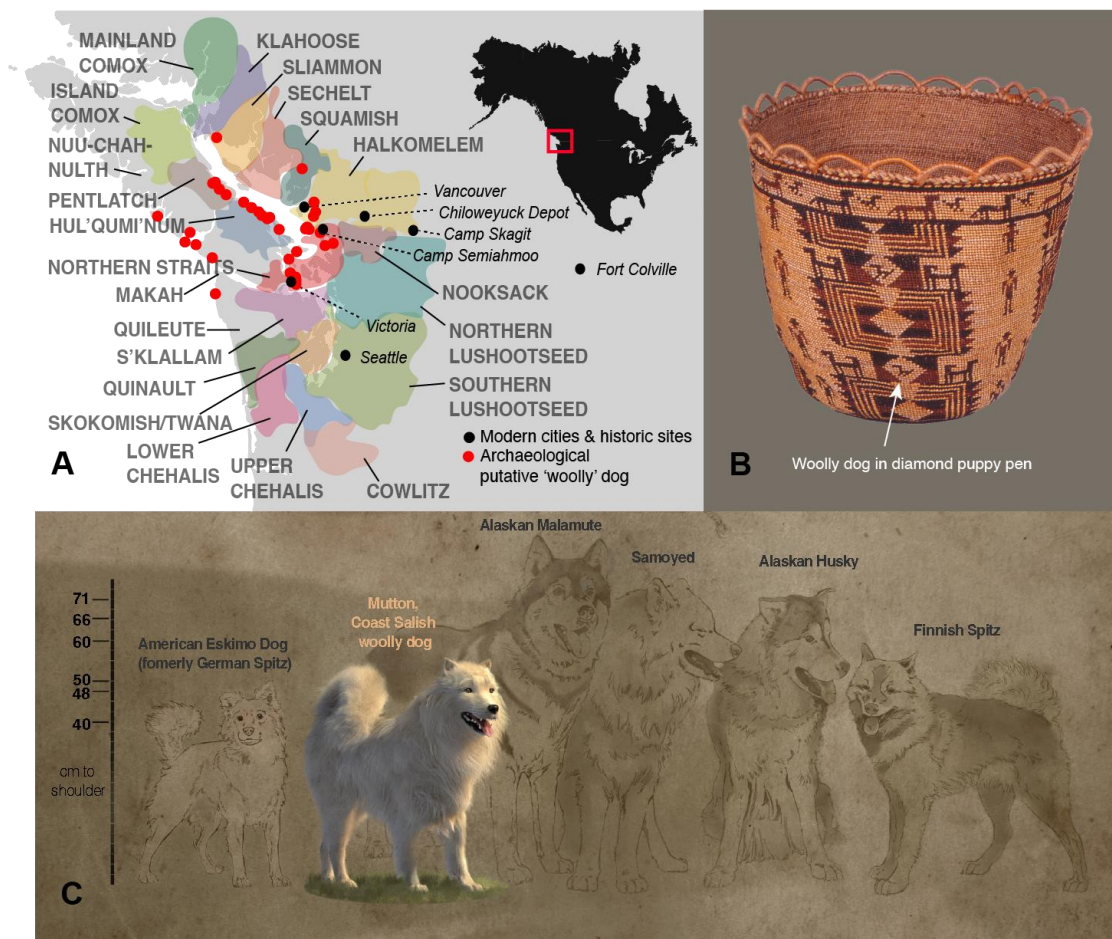 MAINLAND
COMOX
KLAHOOSE
SLIAMMON
ISLAND
COMOX
SECHELT
SQUAMISH
NUU-CHAH-
NULTH
HALKOMELEM
PENTLATCH
HUL'QUMI'NUM
Vancouver
Chiloweyuck Depot
Camp Skagit
Camp Semiahmoo
Fort Colville
NORTHERN STRAITS
MAKAH
NOOKSACK
QUILEUTE
Victoria
NORTHERN
LUSHOOTSEED
S'KLALLAM
Seattle
QUINAULT
SOUTHERN
LUSHOOTSEED
SKOKOMISH/TWANA
LOWER
CHEHALIS
UPPER
CHEHALIS
COWLITZ
Modern cities & historic sites
Archaeological
putative 'woolly' dog
A
Woolly dog in diamond puppy pen
B
Alaskan Malamute
Samoyed
Alaskan Husky
Mutton,
Coast Salish
woolly dog
American Eskimo Dog
(fomerly German Spitz)
Finnish Spitz
71
66
60
50
48
40
cm to
shoulder
C